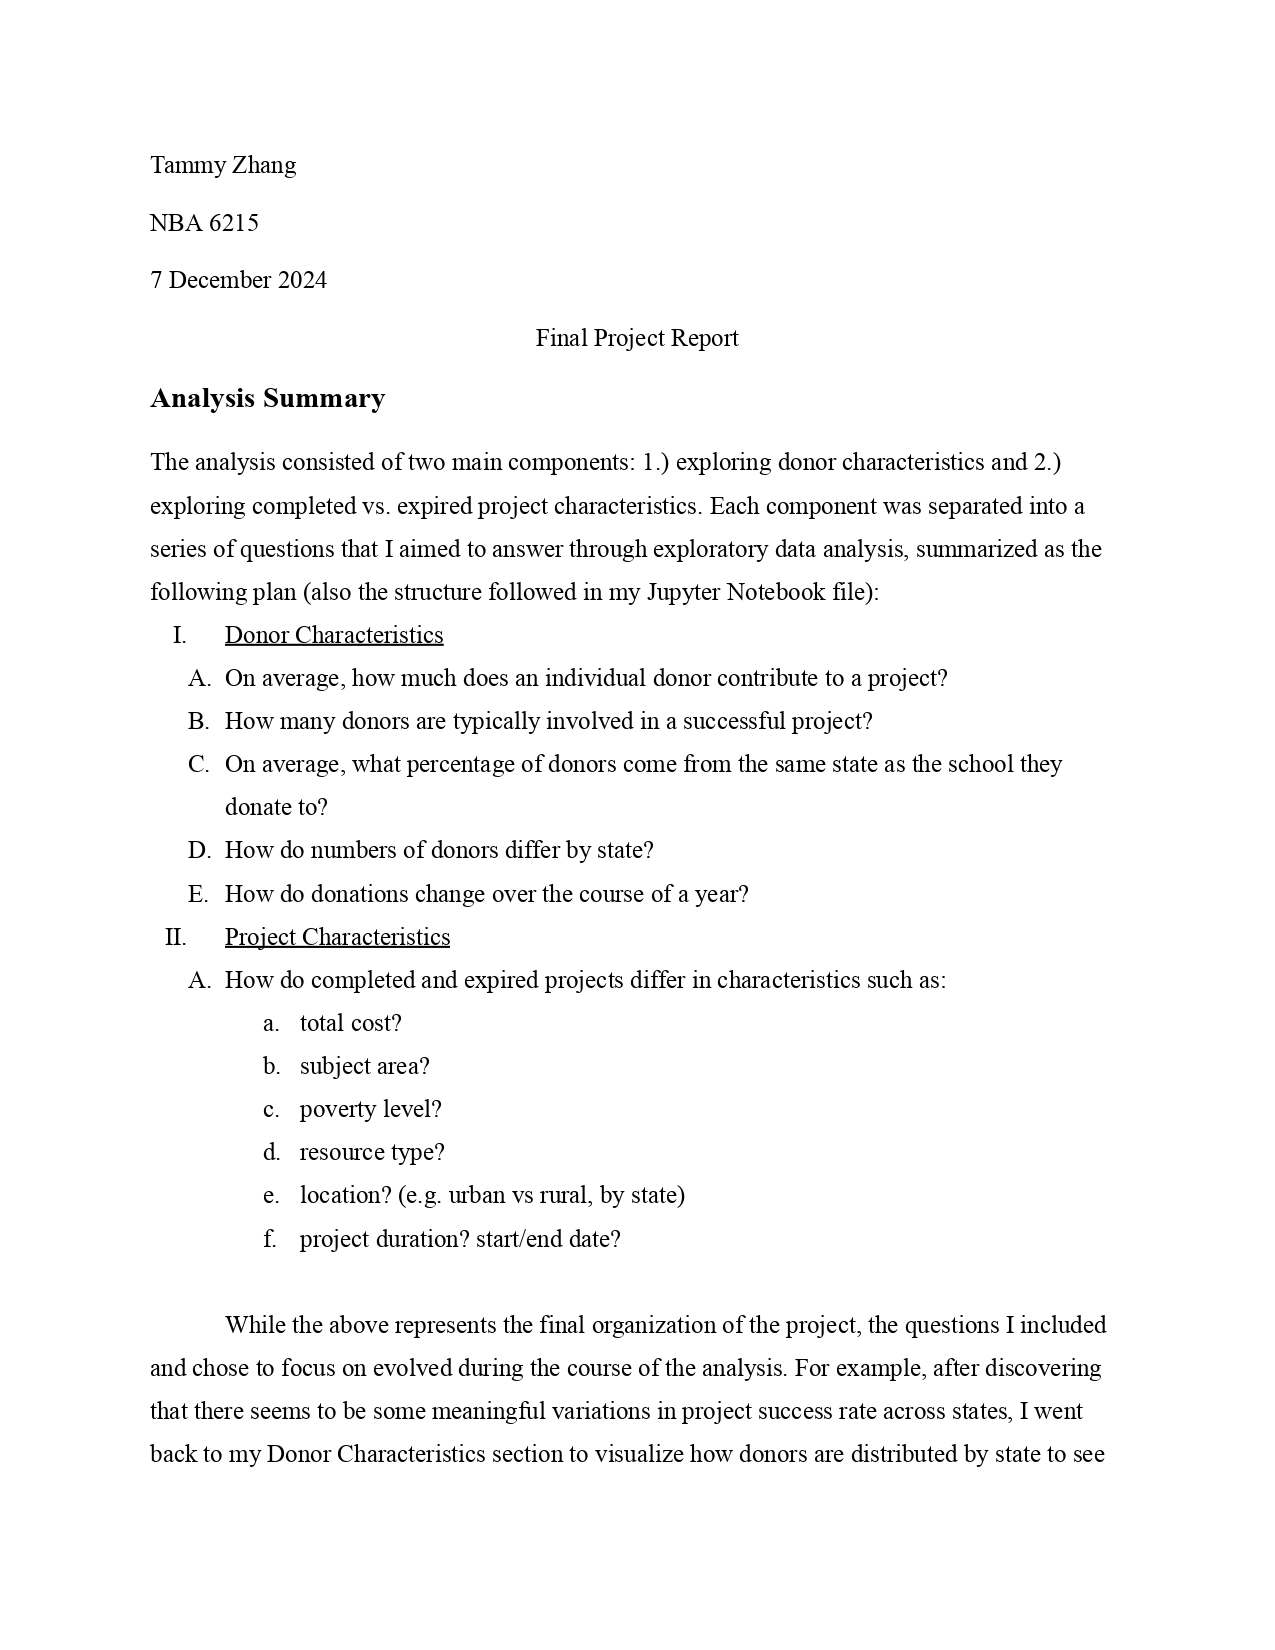 Tammy Zhang
NBA 6215
7 December 2024
Final Project Report
Analysis Summary
The analysis consisted of two main components: 1.) exploring donor characteristics and 2.)
exploring completed vs. expired project characteristics. Each component was separated into a
series of questions that I aimed to answer through exploratory data analysis, summarized as the
following plan (also the structure followed in my Jupyter Notebook file):
I. Donor Characteristics
A. On average, how much does an individual donor contribute to a project?
B. How many donors are typically involved in a successful project?
C. On average, what percentage of donors come from the same state as the school they
donate to?
D. How do numbers of donors differ by state?
E. How do donations change over the course of a year?
II. Project Characteristics
A. How do completed and expired projects differ in characteristics such as:
a. total cost?
b. subject area?
c. poverty level?
d. resource type?
e. location? (e.g. urban vs rural, by state)
f. project duration? start/end date?
While the above represents the final organization of the project, the questions I included
and chose to focus on evolved during the course of the analysis. For example, after discovering
that there seems to be some meaningful variations in project success rate across states, I went
back to my Donor Characteristics section to visualize how donors are distributed by state to see